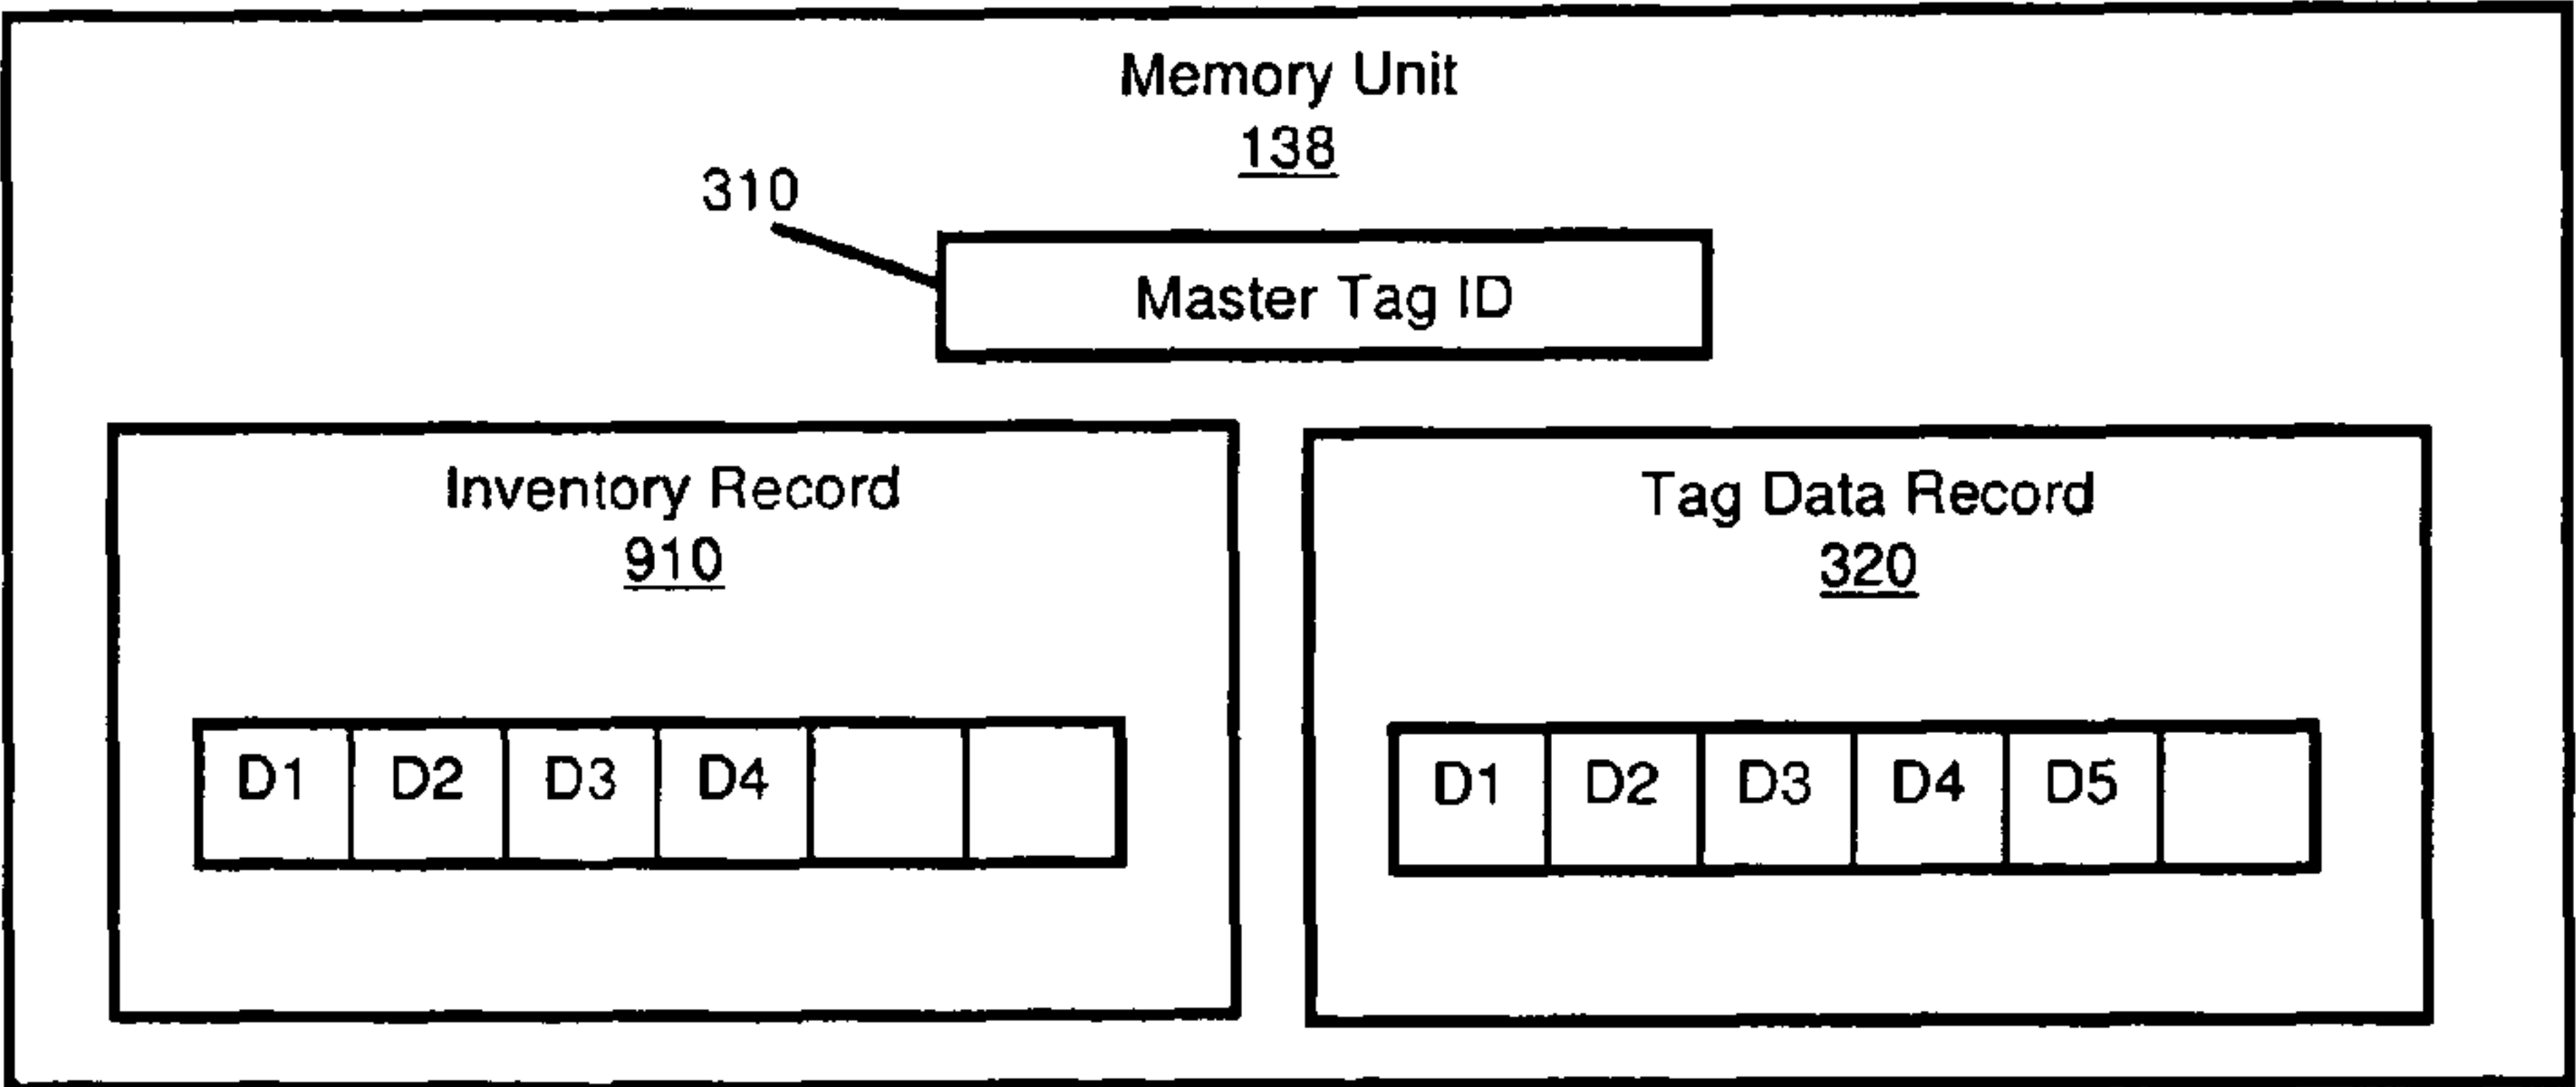 Memory Unit
138
310
Master Tag ID
Inventory Record
910
D1 D2 D3 D4
Tag Data Record
320
D1 D2 D3 D4 D5